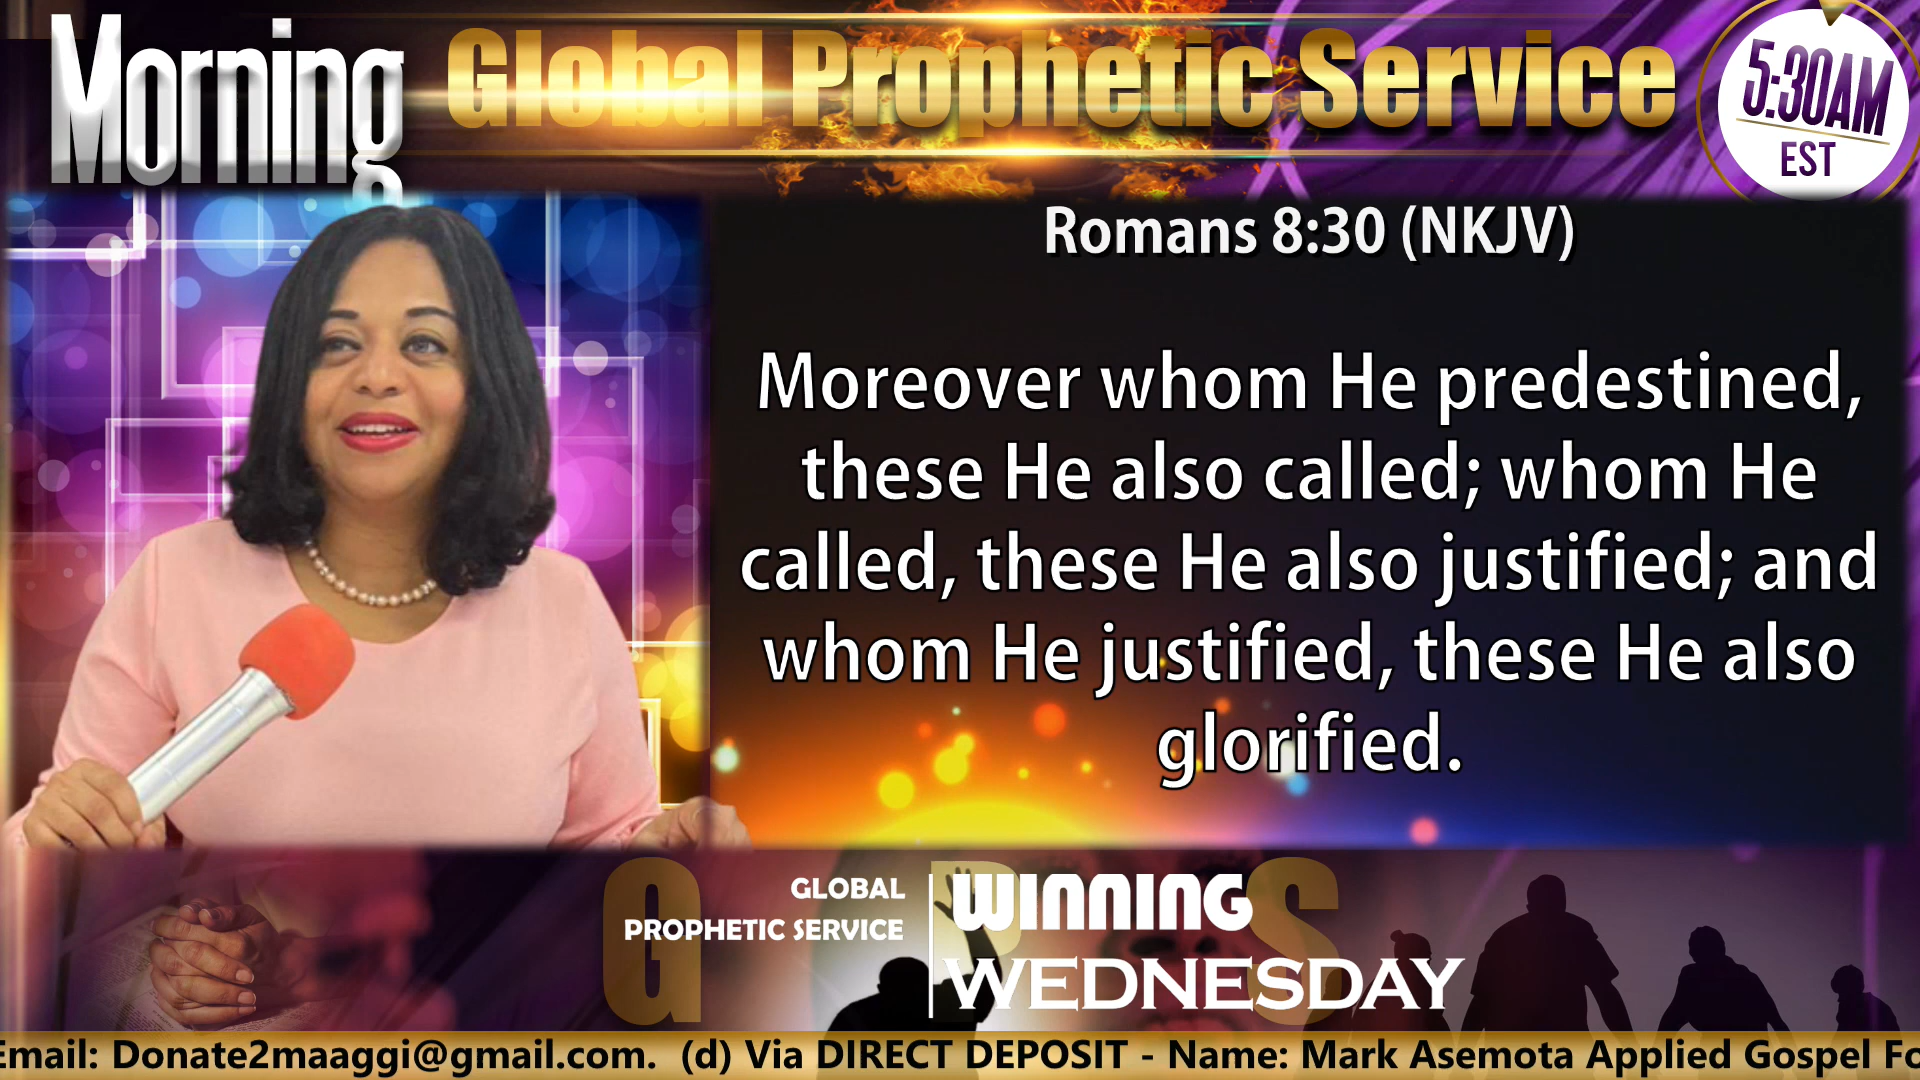 Morning
Global Prophetic Service
5:30AM
EST
Romans 8:30 (NKJV)
Moreover whom He predestined,
these He also called; whom He
called, these He also justified; and
whom He justified, these He also
glorified.
G P S
GLOBAL
PROPHETIC SERVICE
WINNING
WEDNESDAY
Email: Donate2maaggi@gmail.com. (d) Via DIRECT DEPOSIT - Name: Mark Asemota Applied Gospel Fo